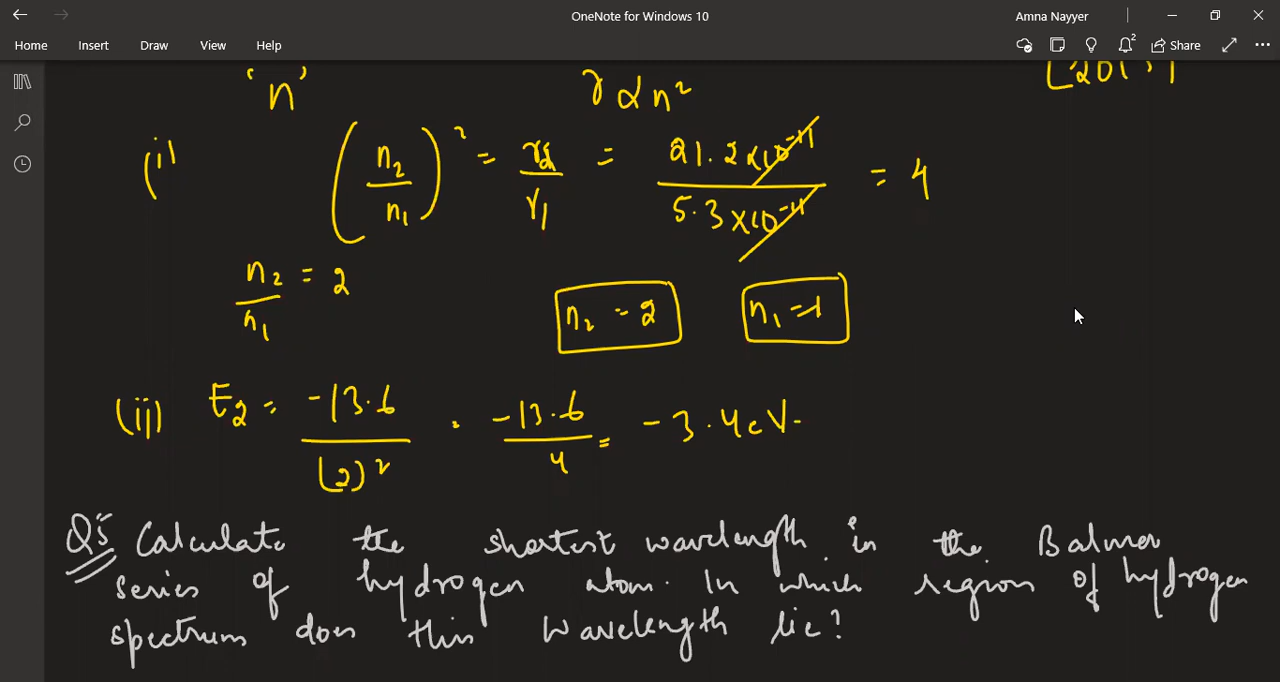 OneNote for Windows 10
Amna Nayyer
Home Insert Draw View Help
2 Share
'n' r ∝ n²
(i) (n₂/n₁)² = r₂/r₁ = 21.2×10⁻¹¹/5.3×10⁻¹¹ = 4
n₂/n₁ = 2 n₂ = 2 n₁ = 1
(ii) E₂ = -13.6/(2)² = -13.6/4 = -3.4eV.
Q5 Calculate the shortest wavelength in the Balmer
series of hydrogen atom. In which region of hydrogen
spectrum does this wavelength lie?